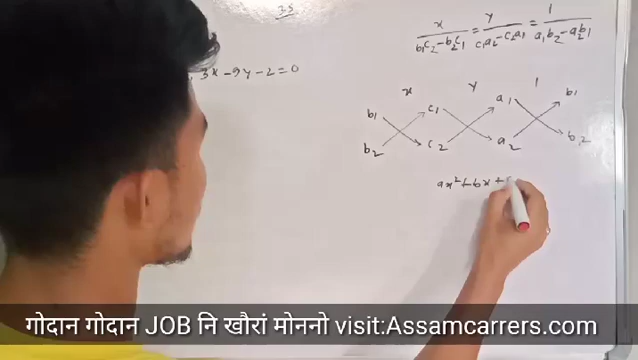 35
x/(b1c2-b2c1) = y/(c1a2-c2a1) = 1/(a1b2-a2b1)
3x-9y-2=0
x y 1
b1 c1 a1 b1
b2 c2 a2 b2
ax²+bx+
गोदान गोदान JOB नि खौरां मोननो visit:Assamcarrers.com